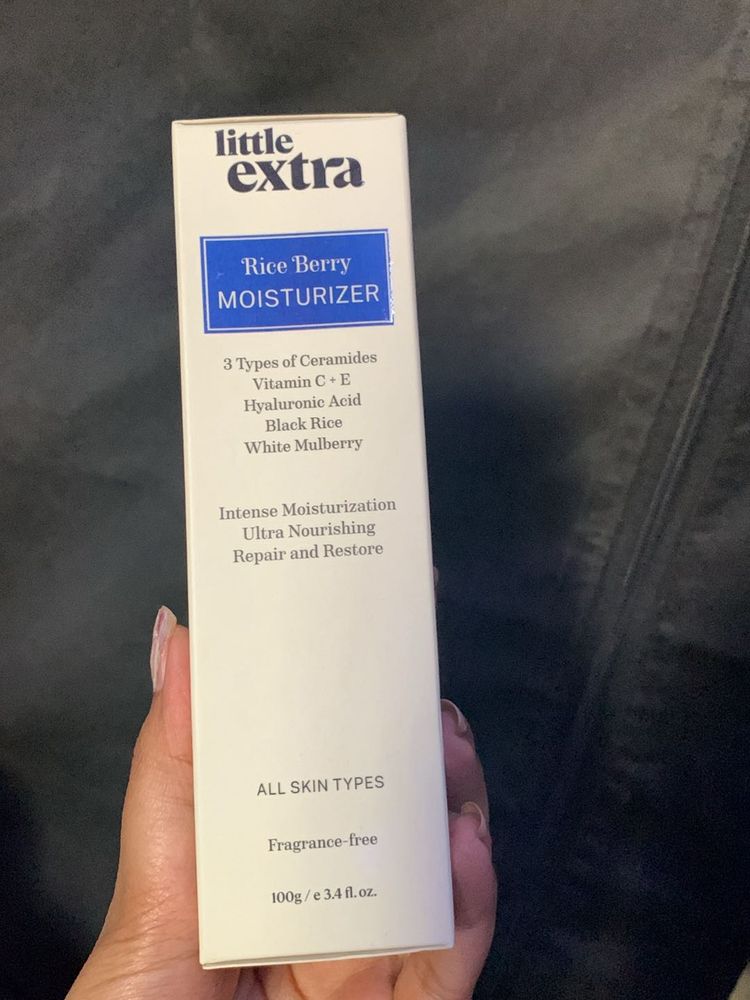 little
extra
Rice Berry
MOISTURIZER
3 Types of Ceramides
Vitamin C + E
Hyaluronic Acid
Black Rice
White Mulberry
Intense Moisturization
Ultra Nourishing
Repair and Restore
ALL SKIN TYPES
Fragrance-free
100g / e 3.4 fl. oz.